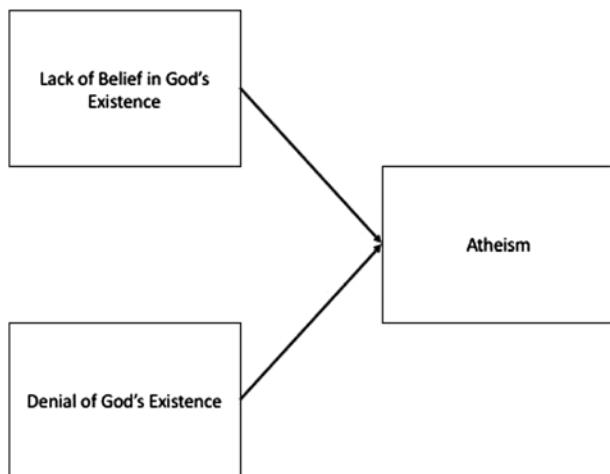 Lack of Belief in God’s
Existence
Atheism
Denial of God’s Existence